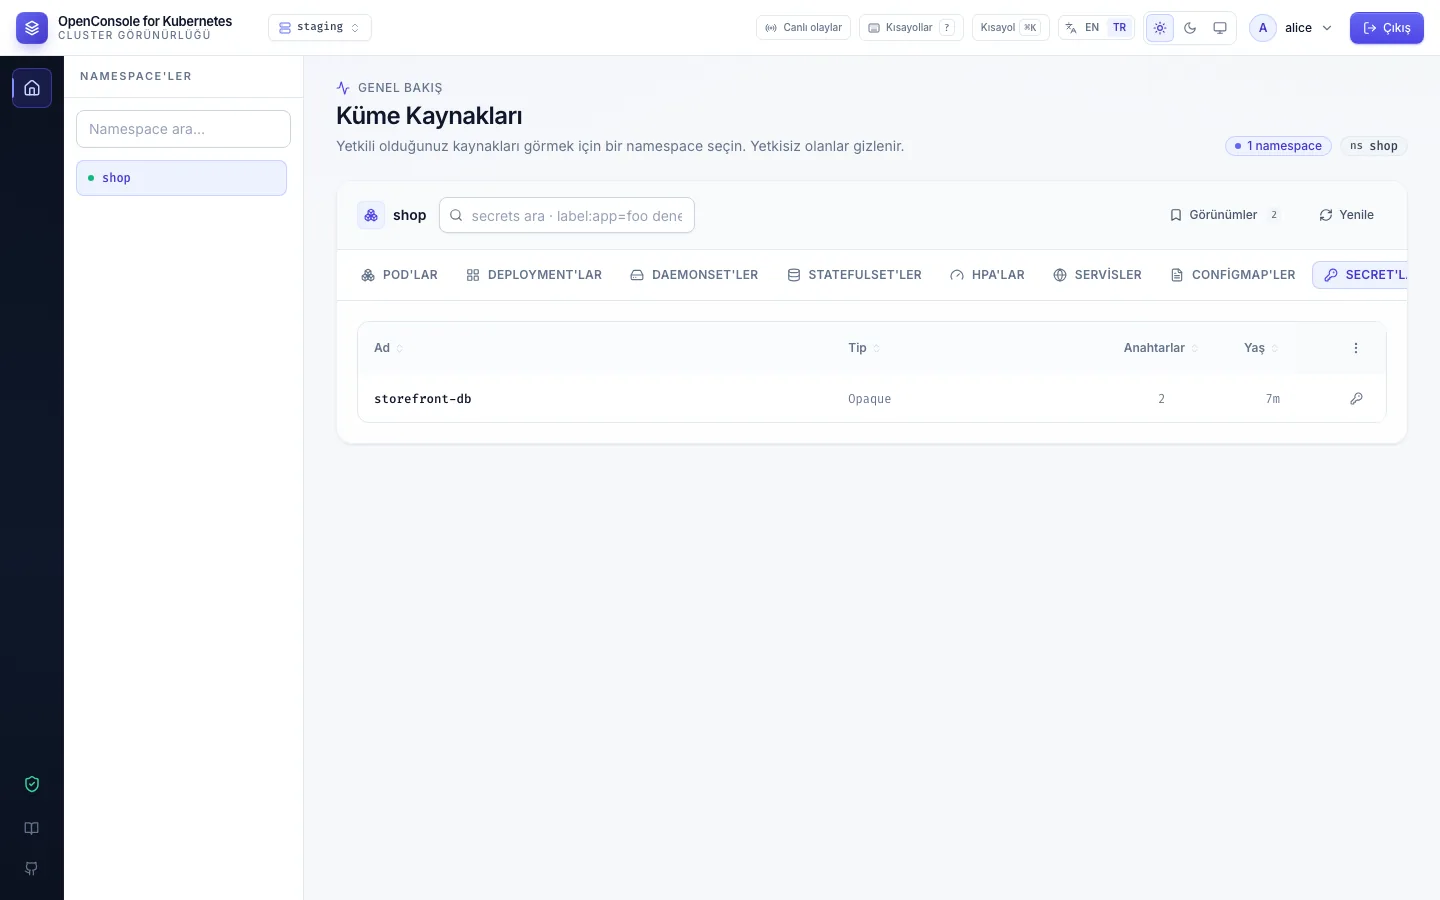 OpenConsole for Kubernetes
CLUSTER GÖRÜNÜRLÜĞÜ
staging
Canlı olaylar
Kısayollar ?
Kısayol ⌘K
EN TR
A alice
Çıkış
NAMESPACE'LER
Namespace ara...
shop
GENEL BAKIŞ
Küme Kaynakları
Yetkili olduğunuz kaynakları görmek için bir namespace seçin. Yetkisiz olanlar gizlenir.
1 namespace
ns shop
shop
secrets ara · label:app=foo dene
Görünümler 2
Yenile
POD'LAR DEPLOYMENT'LAR DAEMONSET'LER STATEFULSET'LER HPA'LAR SERVİSLER CONFİGMAP'LER SECRET'L
Ad Tip Anahtarlar Yaş
storefront-db Opaque 2 7m